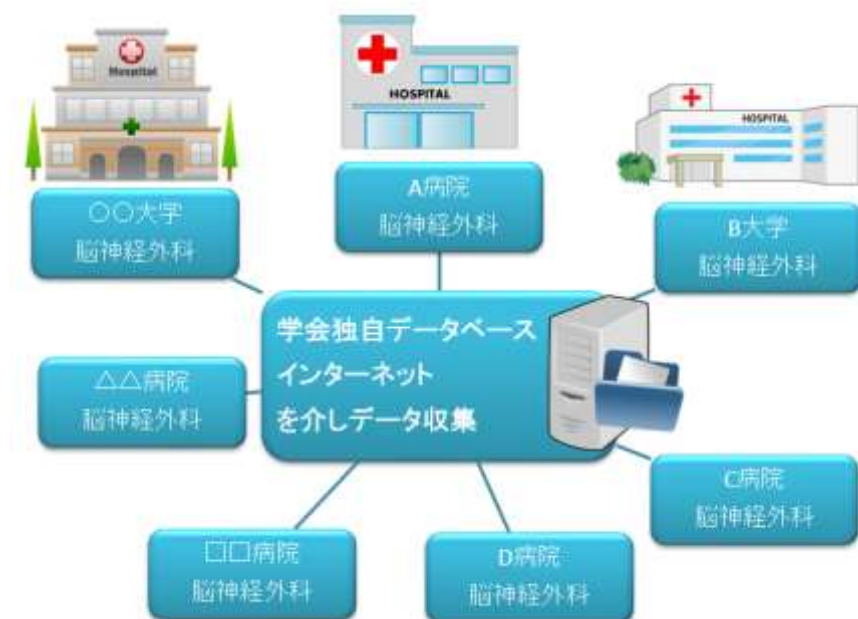 Hospital
HOSPITAL
HOSPITAL
〇〇大学
脳神経外科
A病院
脳神経外科
B大学
脳神経外科
学会独自データベース
インターネット
を介しデータ収集
△△病院
脳神経外科
C病院
脳神経外科
□□病院
脳神経外科
D病院
脳神経外科